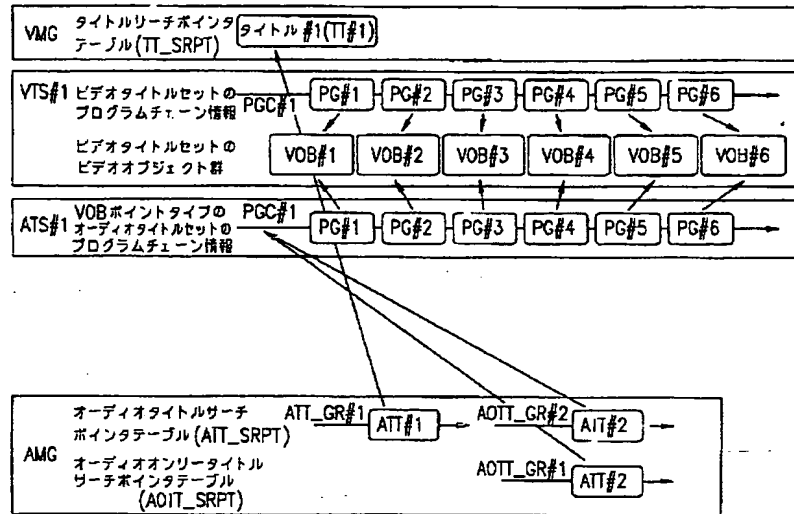 VMG
タイトルリーチポインタ
テーブル(TT_SRPT)
タイトル #1(TT#1)
VTS#1
ビデオタイトルセットの
プログラムチェーン情報
PGC#1
PG#1
PG#2
PG#3
PG#4
PG#5
PG#6
ビデオタイトルセットの
ビデオオブジェクト群
VOB#1
VOB#2
VOB#3
VOB#4
VOB#5
VOB#6
ATS#1
VOBポイントタイプの
オーディオタイトルセットの
プログラムチェーン情報
PGC#1
PG#1
PG#2
PG#3
PG#4
PG#5
PG#6
AMG
オーディオタイトルサーチ
ポインタテーブル(ATT_SRPT)
ATT_GR#1
ATT#1
AOTT_GR#2
ATT#2
オーディオオンリータイトル
サーチポインタテーブル
(AOTT_SRPT)
AOTT_GR#1
ATT#2